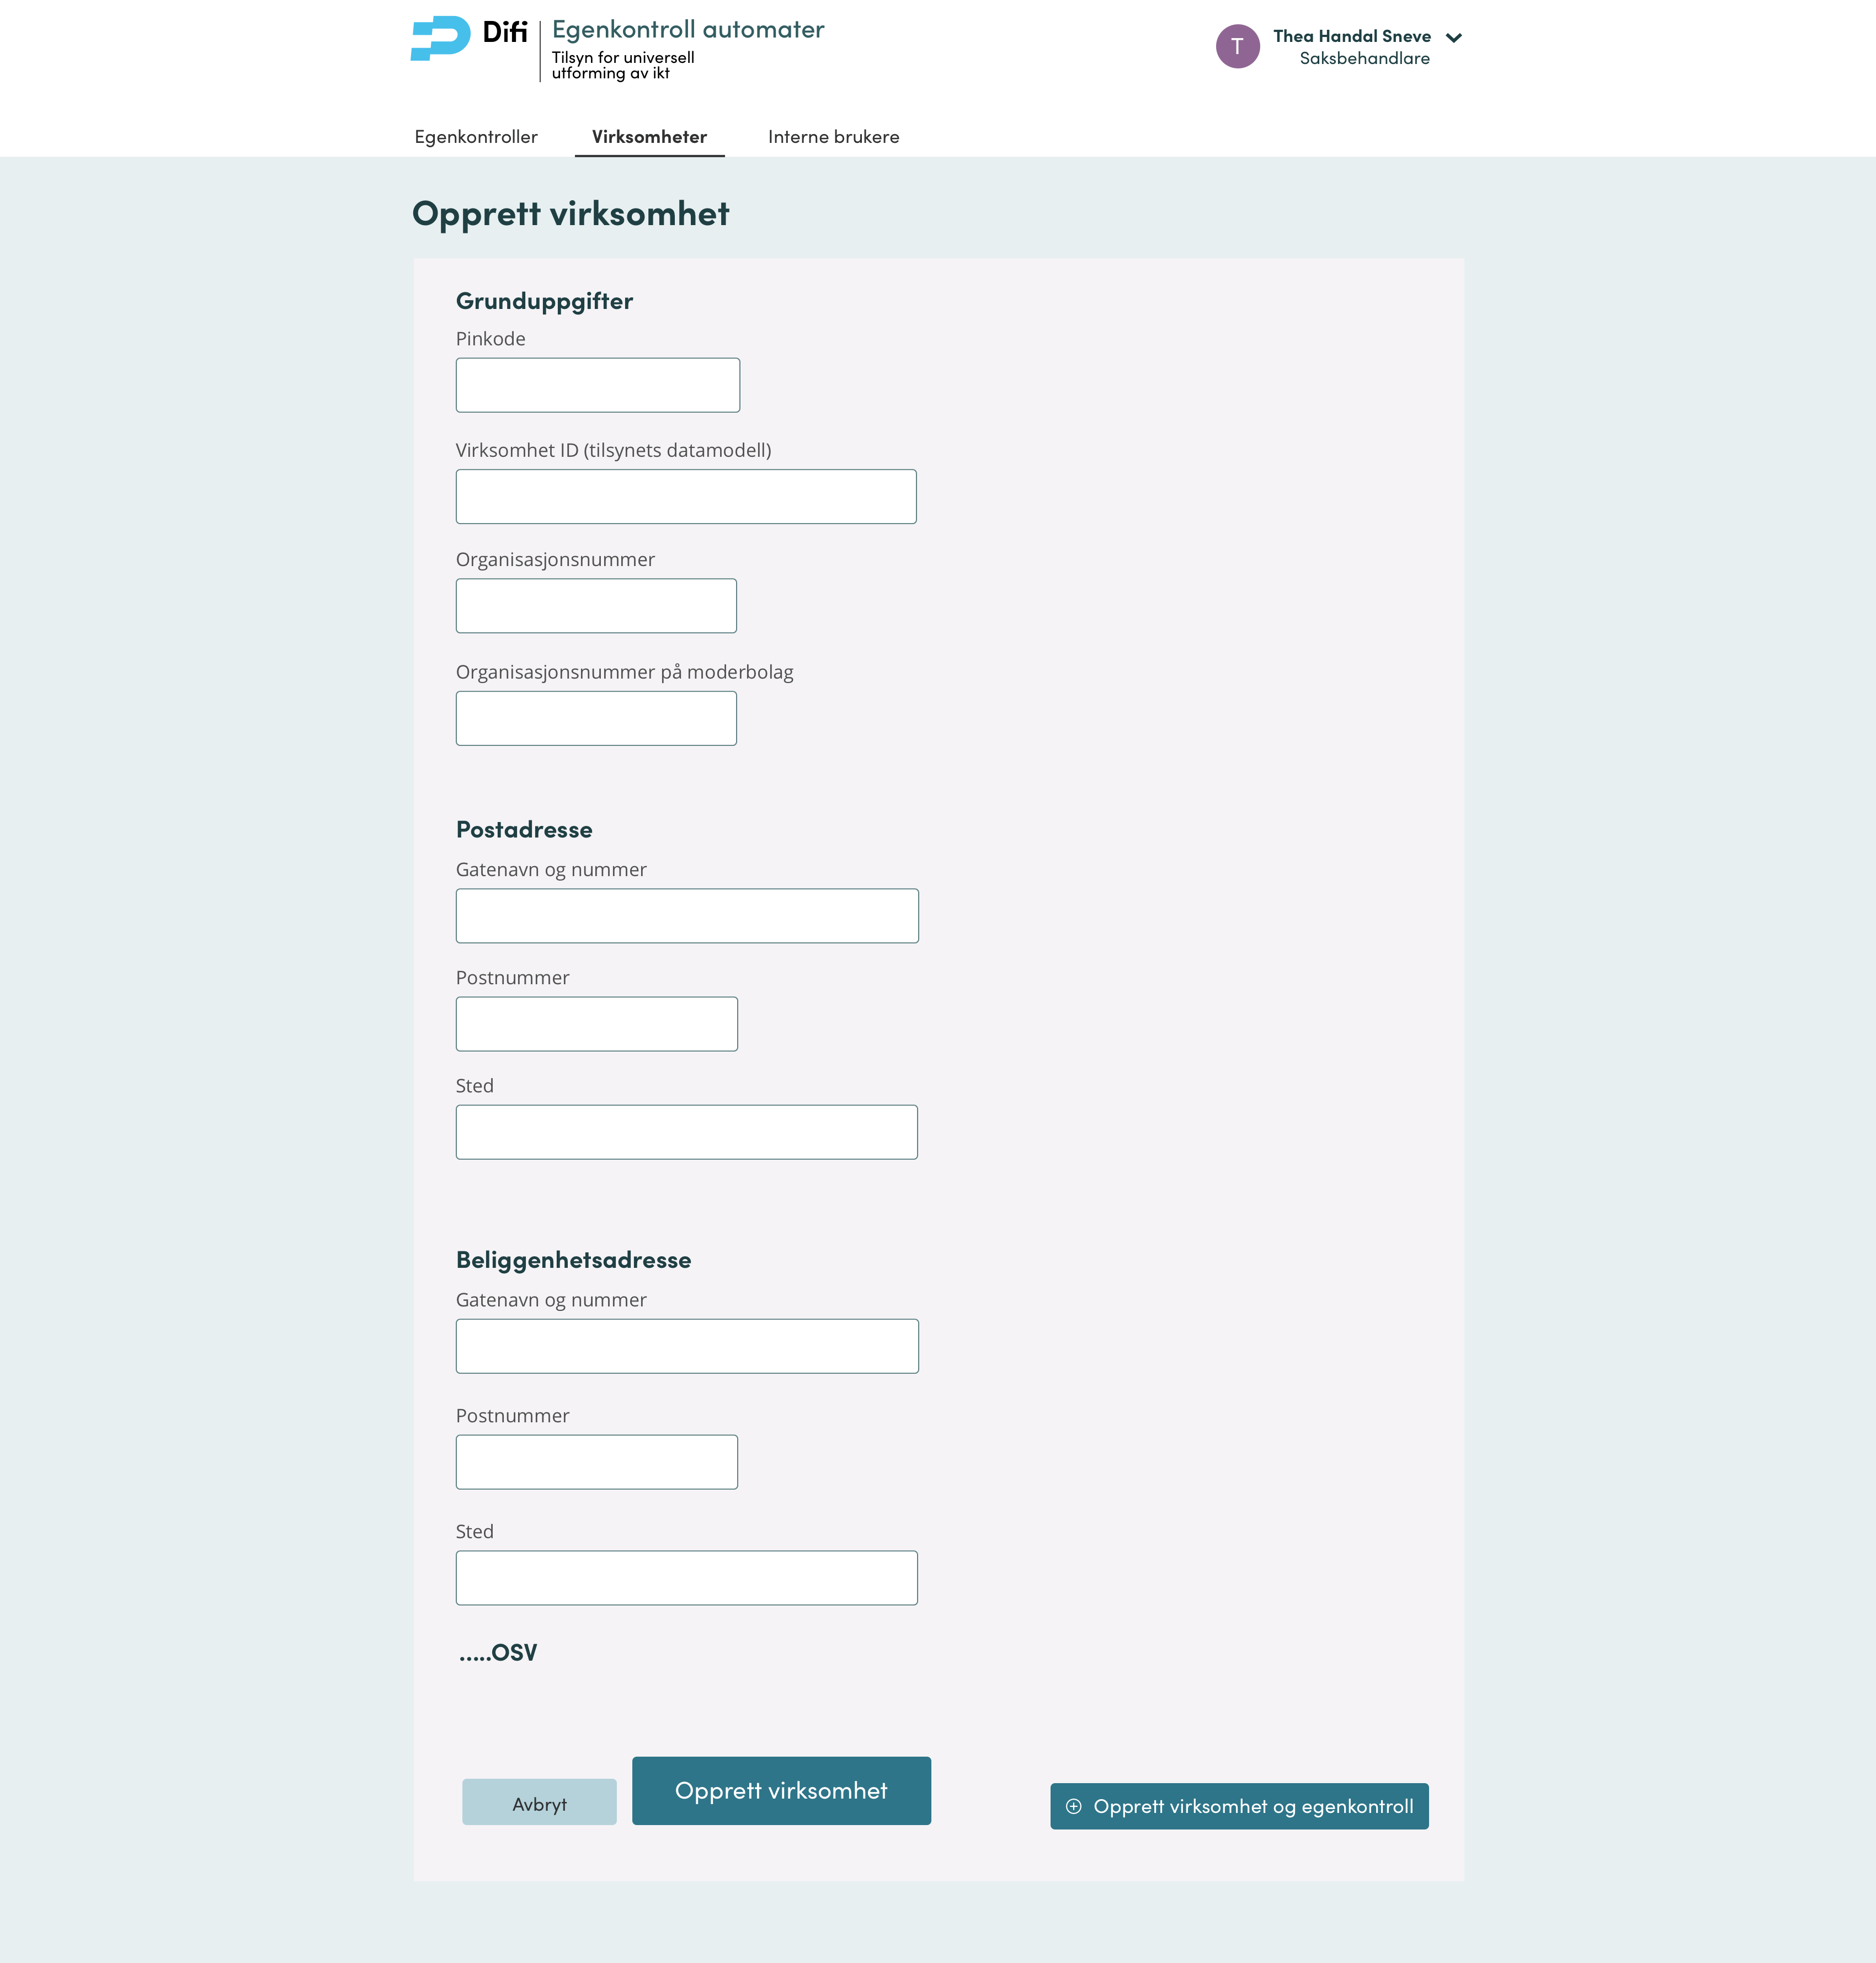 Difi
Egenkontroll automater
Tilsyn for universell
utforming av ikt
T
Thea Handal Sneve
Saksbehandlare
Egenkontroller
Virksomheter
Interne brukere
Opprett virksomhet
Grunduppgifter
Pinkode
Virksomhet ID (tilsynets datamodell)
Organisasjonsnummer
Organisasjonsnummer på moderbolag
Postadresse
Gatenavn og nummer
Postnummer
Sted
Beliggenhetsadresse
Gatenavn og nummer
Postnummer
Sted
.....OSV
Avbryt
Opprett virksomhet
Opprett virksomhet og egenkontroll